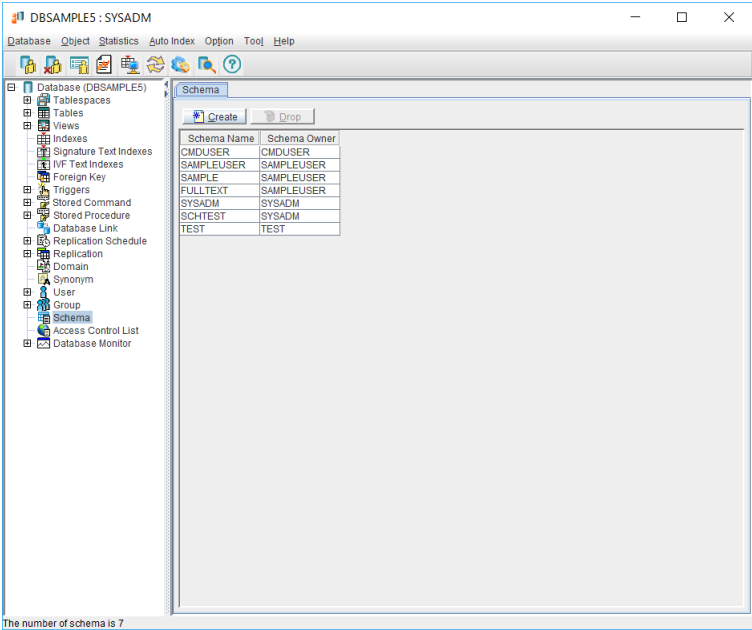 DBSAMPLE5 : SYSADM
Database Object Statistics Auto Index Option Tool Help
Database (DBSAMPLE5)
Tablespaces
Tables
Views
Indexes
Signature Text Indexes
IVF Text Indexes
Foreign Key
Triggers
Stored Command
Stored Procedure
Database Link
Replication Schedule
Replication
Domain
Synonym
User
Group
Schema
Access Control List
Database Monitor
Schema
Create Drop
Schema Name Schema Owner
CMDUSER CMDUSER
SAMPLEUSER SAMPLEUSER
SAMPLE SAMPLEUSER
FULLTEXT SAMPLEUSER
SYSADM SYSADM
SCHTEST SYSADM
TEST TEST
The number of schema is 7